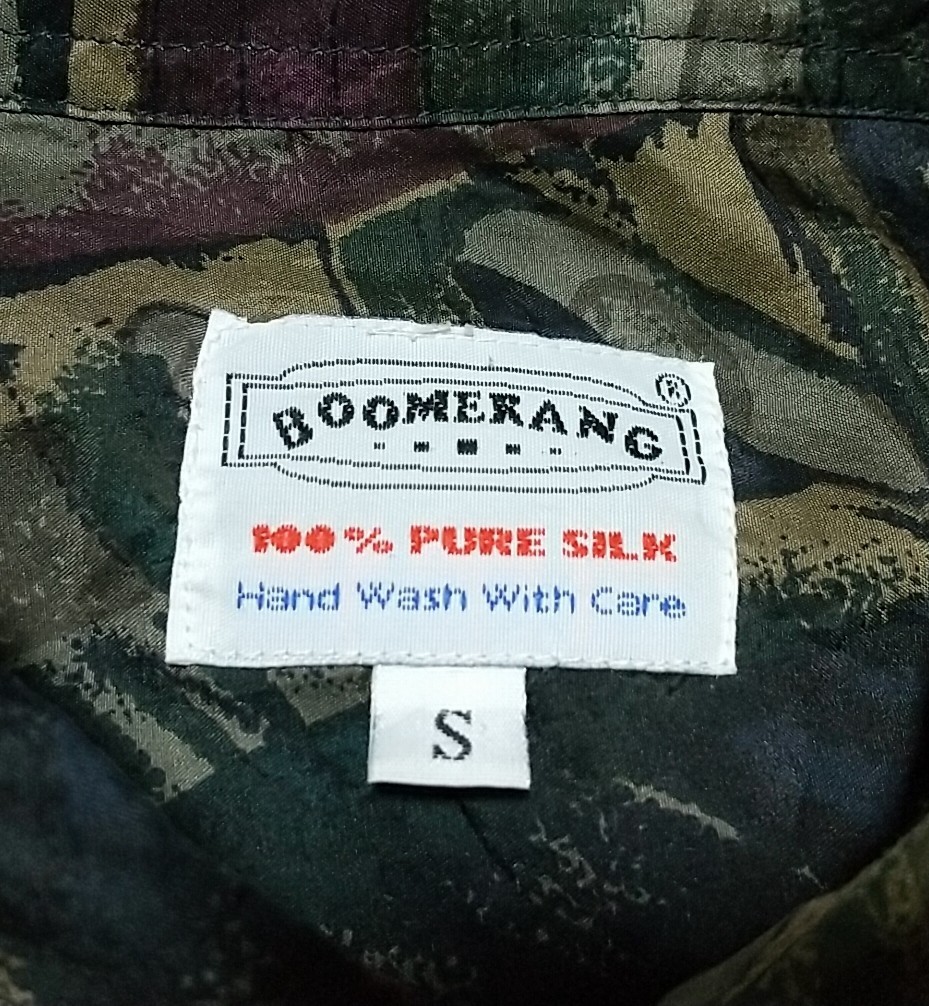 BOOMERANG ®
100% PURE SILK
Hand Wash With Care
S